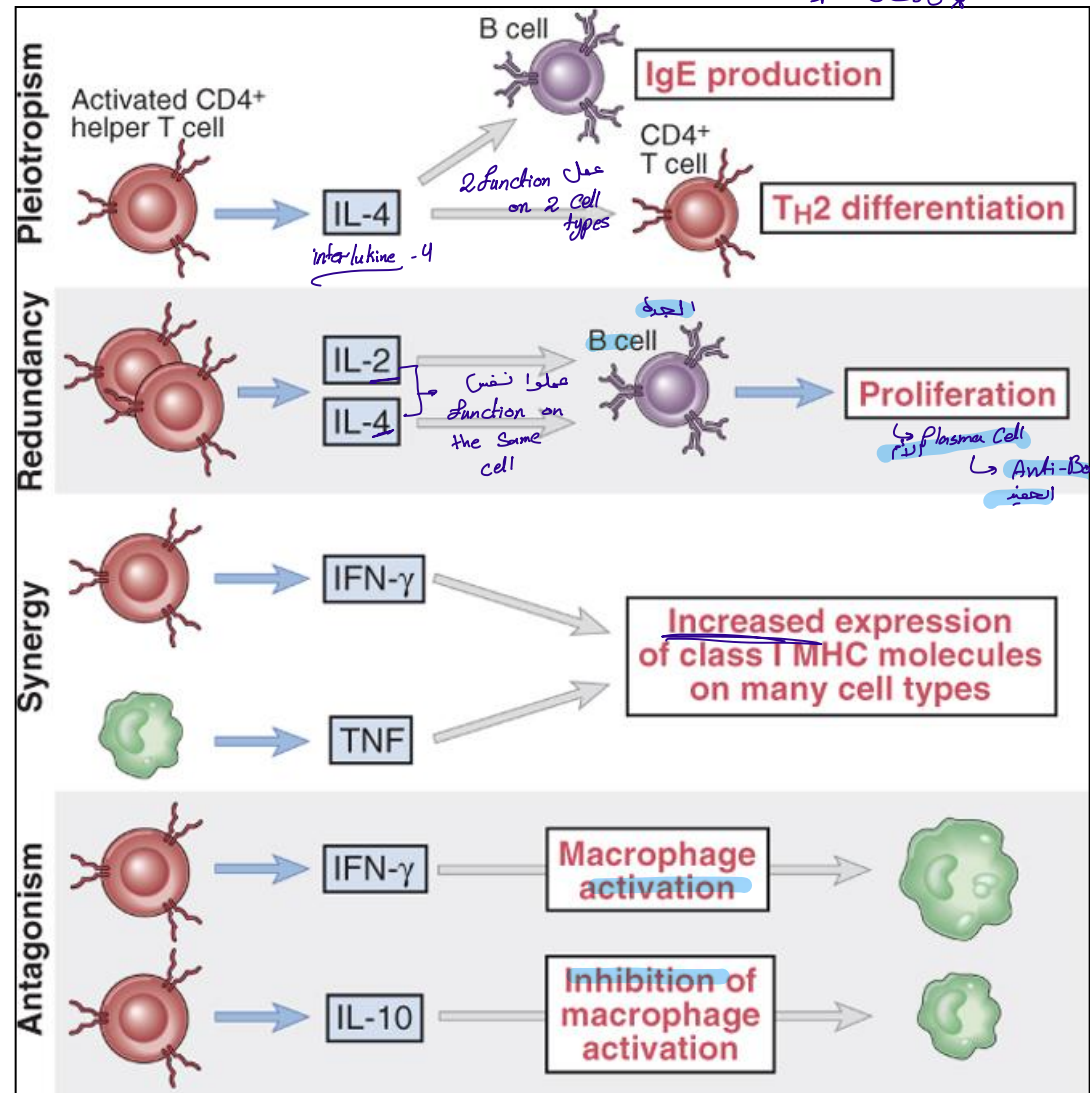 Pleiotropism
Activated CD4+
helper T cell
IL-4
interlukine - 4
B cell
IgE production
2 function عمل
on 2 cell
types
CD4+
T cell
TH2 differentiation
Redundancy
IL-2
IL-4
عملوا نفس
function on
the same
cell
الجدة
B cell
Proliferation
↳ Plasma Cell
الأم
↳ Anti-Bo
الحفيد
Synergy
IFN-γ
TNF
Increased expression
of class I MHC molecules
on many cell types
Antagonism
IFN-γ
Macrophage
activation
IL-10
Inhibition of
macrophage
activation